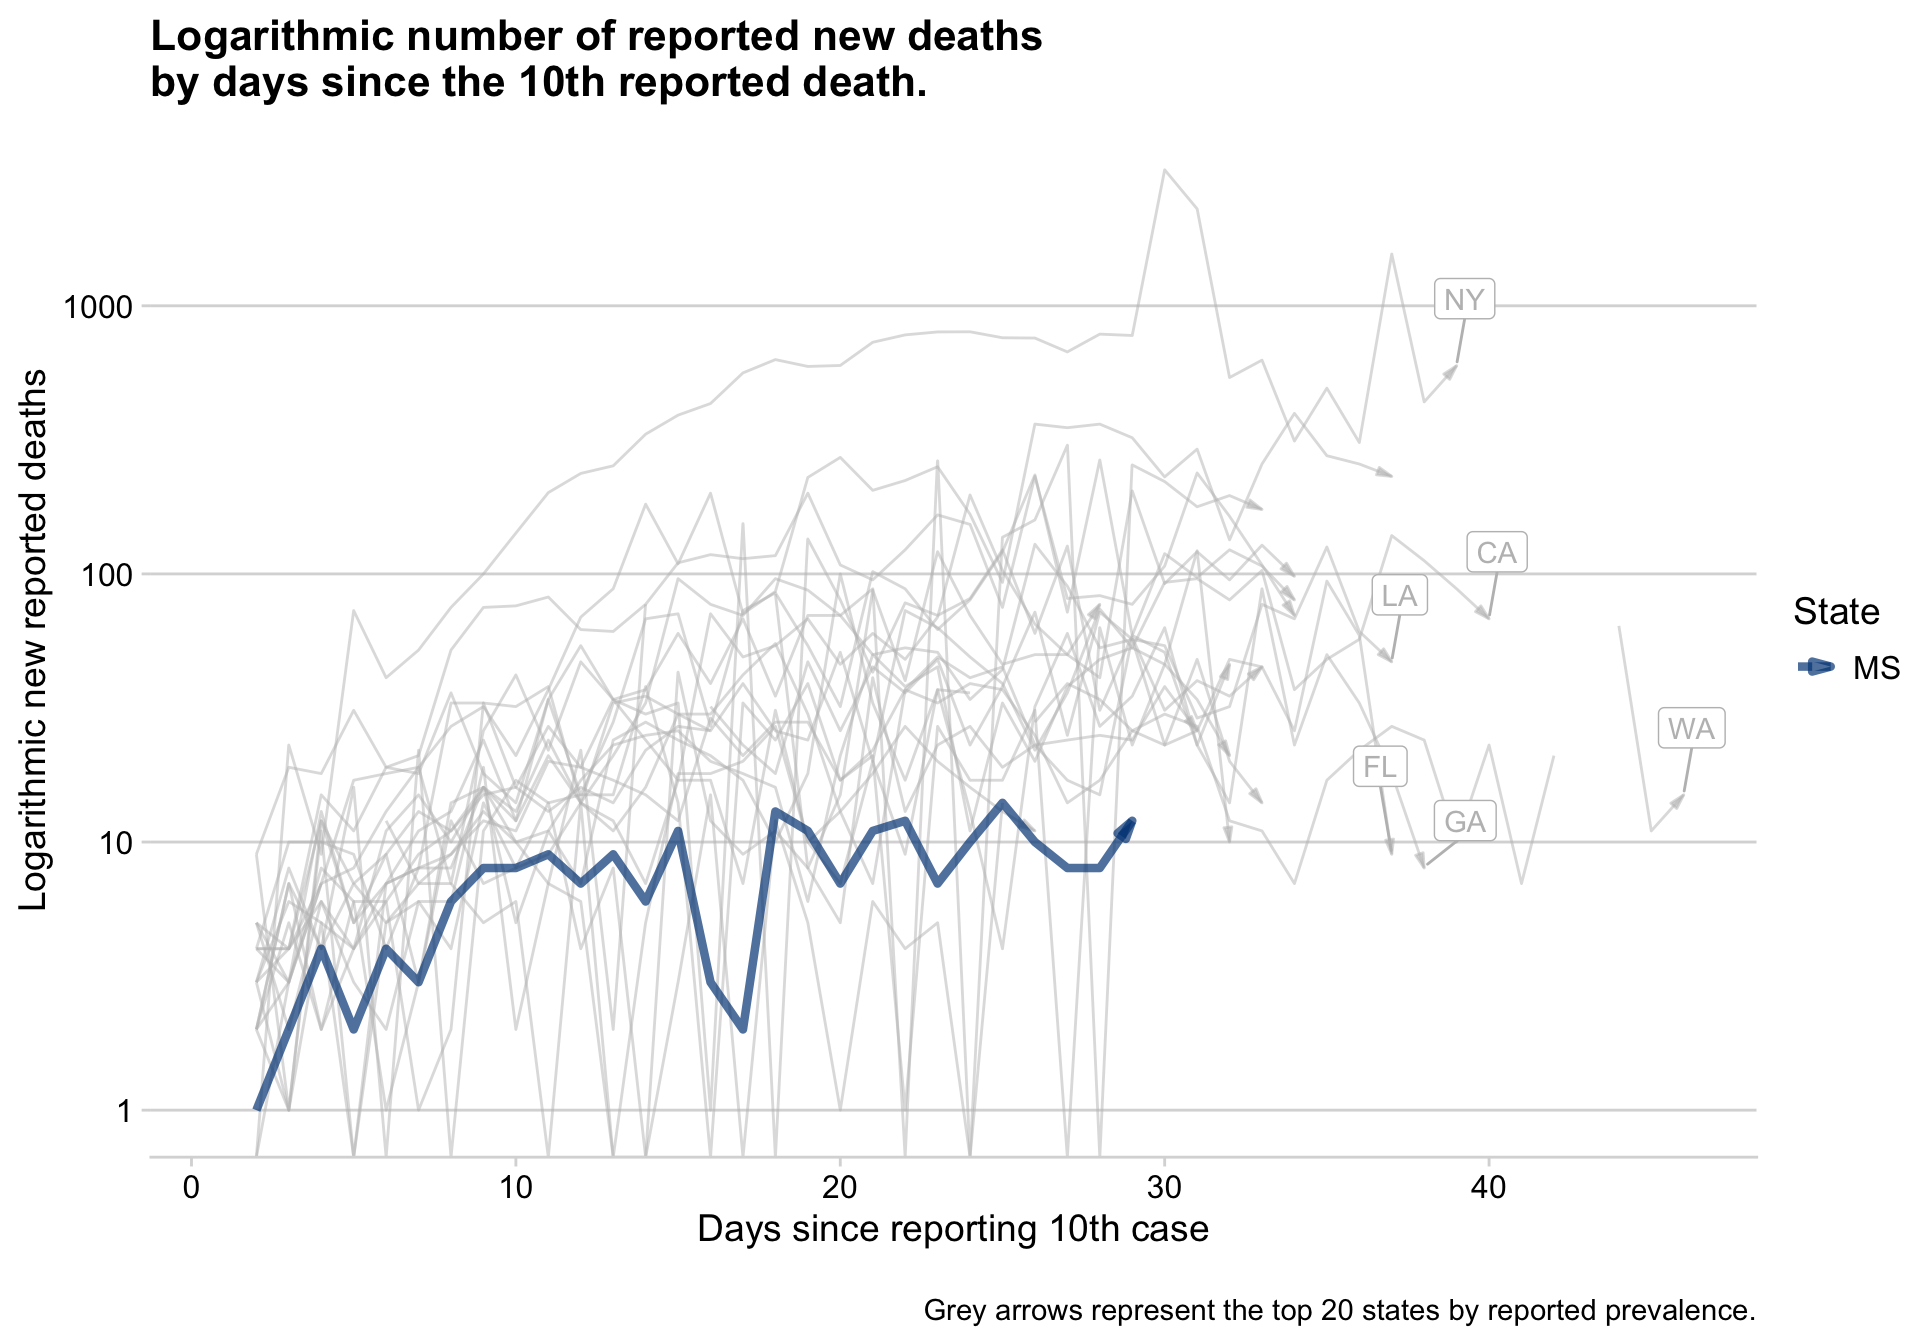 Logarithmic number of reported new deaths
by days since the 10th reported death.
Logarithmic new reported deaths
1000
100
10
1
NY
CA
LA
WA
FL
GA
State
MS
0 10 20 30 40
Days since reporting 10th case
Grey arrows represent the top 20 states by reported prevalence.